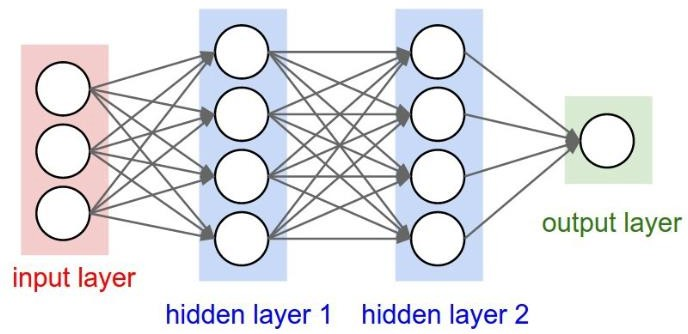 input layer
hidden layer 1
hidden layer 2
output layer